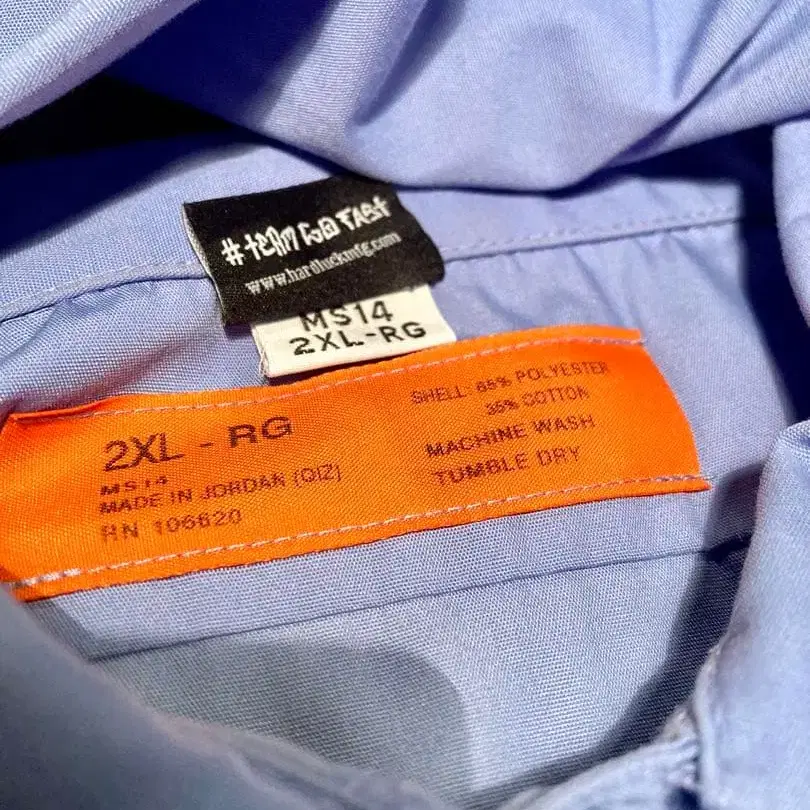 # TEAM GO FAST
www.hardluckmfg.com
MS14
2XL-RG
2XL - RG
MS14
MADE IN JORDAN (QIZ)
RN 106620
SHELL: 65% POLYESTER
35% COTTON
MACHINE WASH
TUMBLE DRY